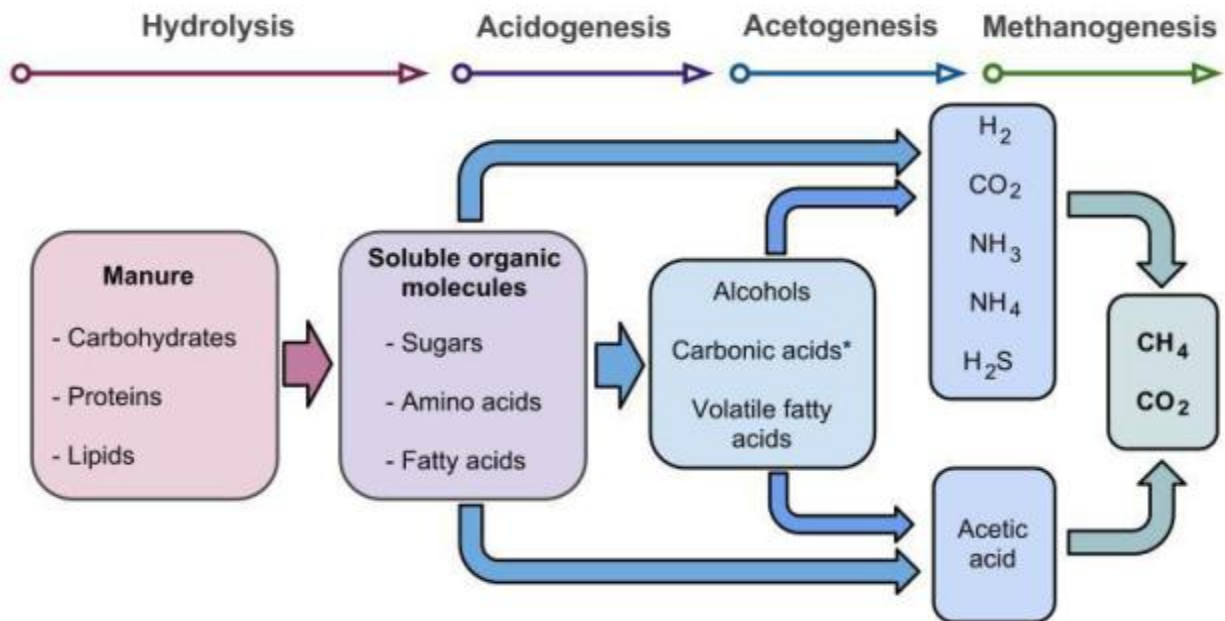 Hydrolysis
Acidogenesis
Acetogenesis
Methanogenesis
Manure
- Carbohydrates
- Proteins
- Lipids
Soluble organic
molecules
- Sugars
- Amino acids
- Fatty acids
Alcohols
Carbonic acids*
Volatile fatty
acids
H₂
CO₂
NH₃
NH₄
H₂S
Acetic
acid
CH₄
CO₂